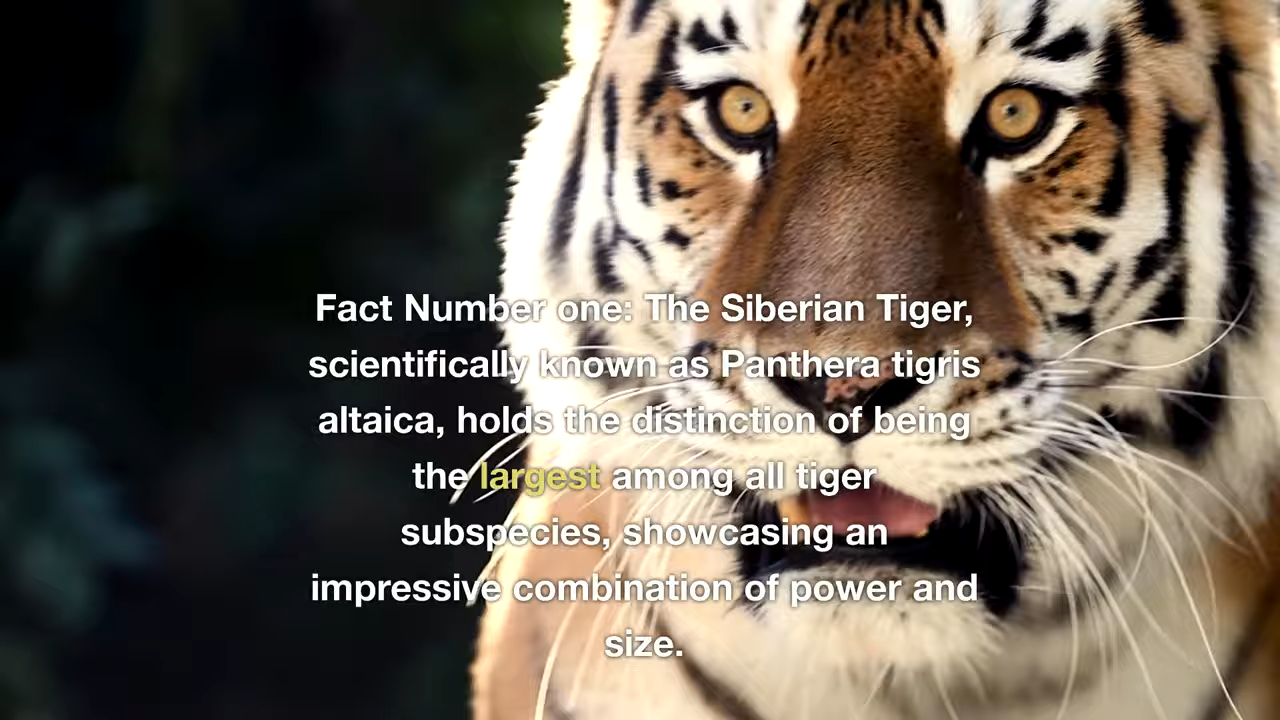 Fact Number one: The Siberian Tiger,
scientifically known as Panthera tigris
altaica, holds the distinction of being
the largest among all tiger
subspecies, showcasing an
impressive combination of power and
size.